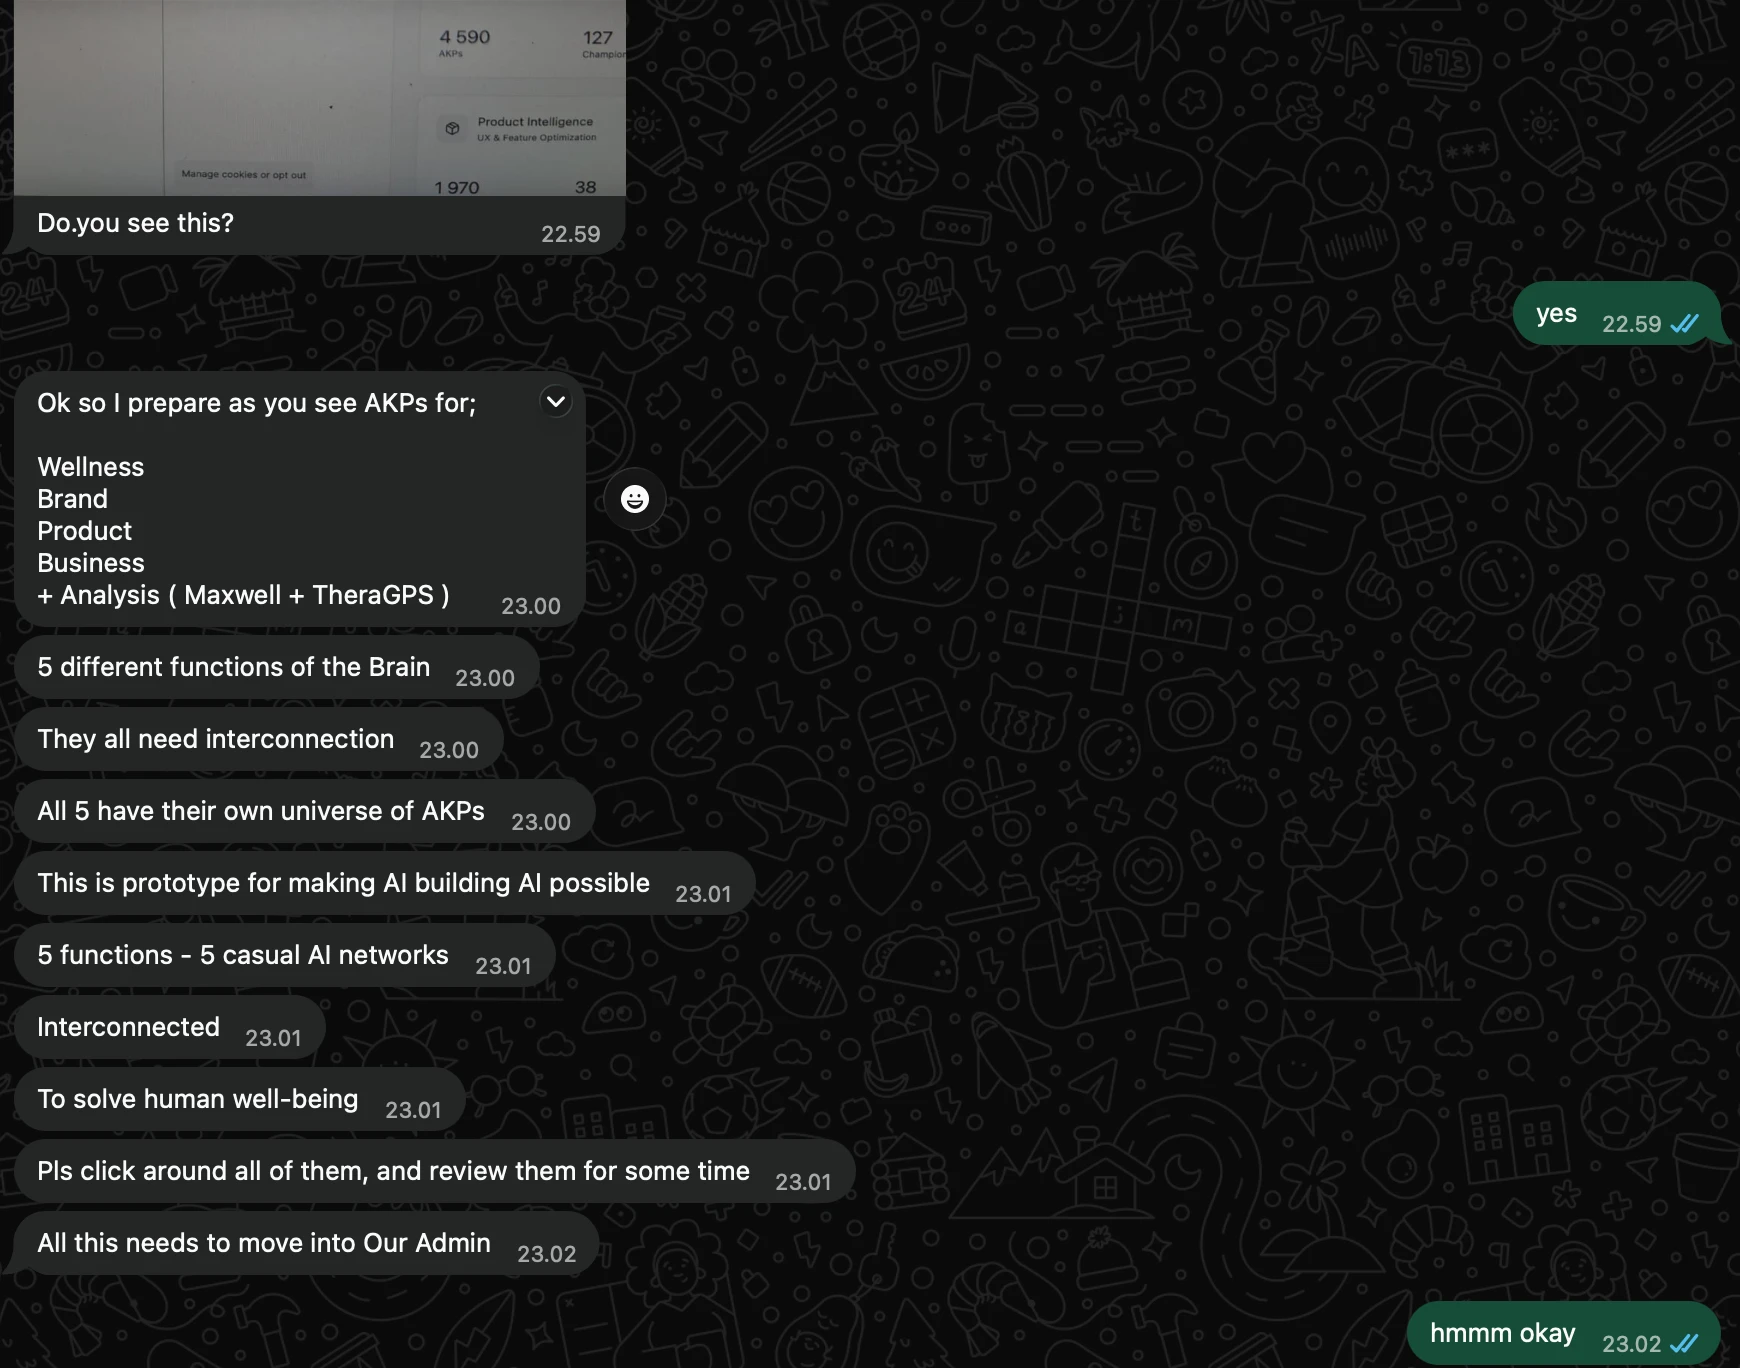 4 590
127
AKPs
Champion
Product Intelligence
UX & Feature Optimization
Manage cookies or opt out
1 970
38
Do.you see this?
22.59
yes
22.59
Ok so I prepare as you see AKPs for;
Wellness
Brand
Product
Business
+ Analysis ( Maxwell + TheraGPS )
23.00
5 different functions of the Brain
23.00
They all need interconnection
23.00
All 5 have their own universe of AKPs
23.00
This is prototype for making AI building AI possible
23.01
5 functions - 5 casual AI networks
23.01
Interconnected
23.01
To solve human well-being
23.01
Pls click around all of them, and review them for some time
23.01
All this needs to move into Our Admin
23.02
hmmm okay
23.02